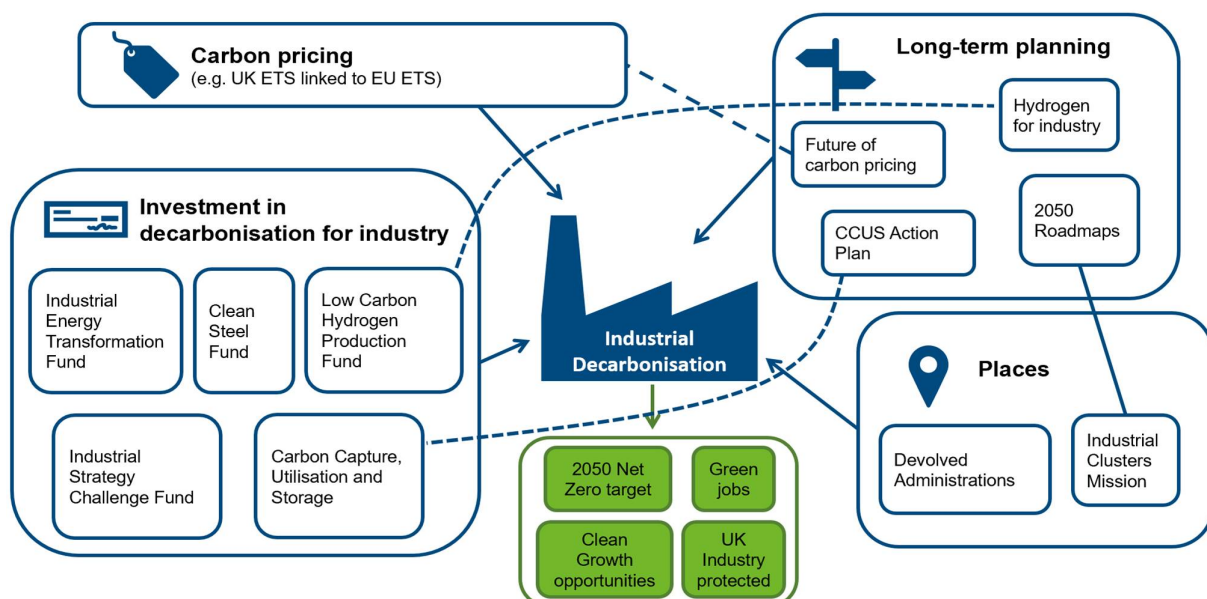 Carbon pricing
(e.g. UK ETS linked to EU ETS)
Long-term planning
Hydrogen
for industry
Future of
carbon pricing
2050
Roadmaps
CCUS Action
Plan
Investment in
decarbonisation for industry
Industrial
Energy
Transformation
Fund
Clean
Steel
Fund
Low Carbon
Hydrogen
Production
Fund
Industrial
Strategy
Challenge Fund
Carbon Capture,
Utilisation and
Storage
Industrial
Decarbonisation
Places
Devolved
Administrations
Industrial
Clusters
Mission
2050 Net
Zero target
Green
jobs
Clean
Growth
opportunities
UK
Industry
protected